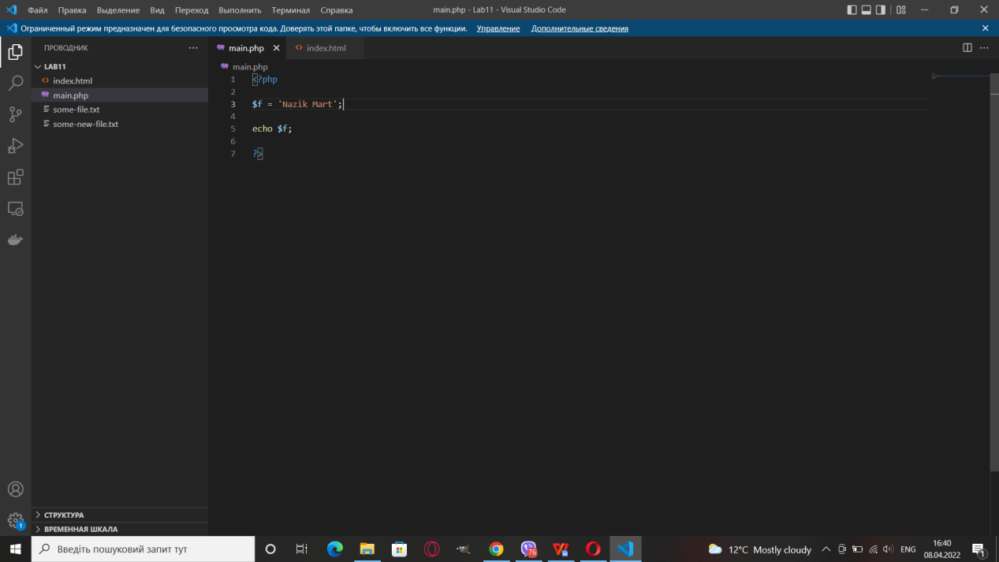 Файл Правка Выделение Вид Переход Выполнить Терминал Справка main.php - Lab11 - Visual Studio Code
Ограниченный режим предназначен для безопасного просмотра кода. Доверять этой папке, чтобы включить все функции. Управление Дополнительные сведения
ПРОВОДНИК
LAB11
index.html
main.php
some-file.txt
some-new-file.txt
main.php index.html
main.php
1 <?php
2
3 $f = 'Nazik Mart';
4
5 echo $f;
6
7 ?>
1
СТРУКТУРА
ВРЕМЕННАЯ ШКАЛА
Введіть пошуковий запит тут
76
12°C Mostly cloudy
ENG
16:40
08.04.2022
1